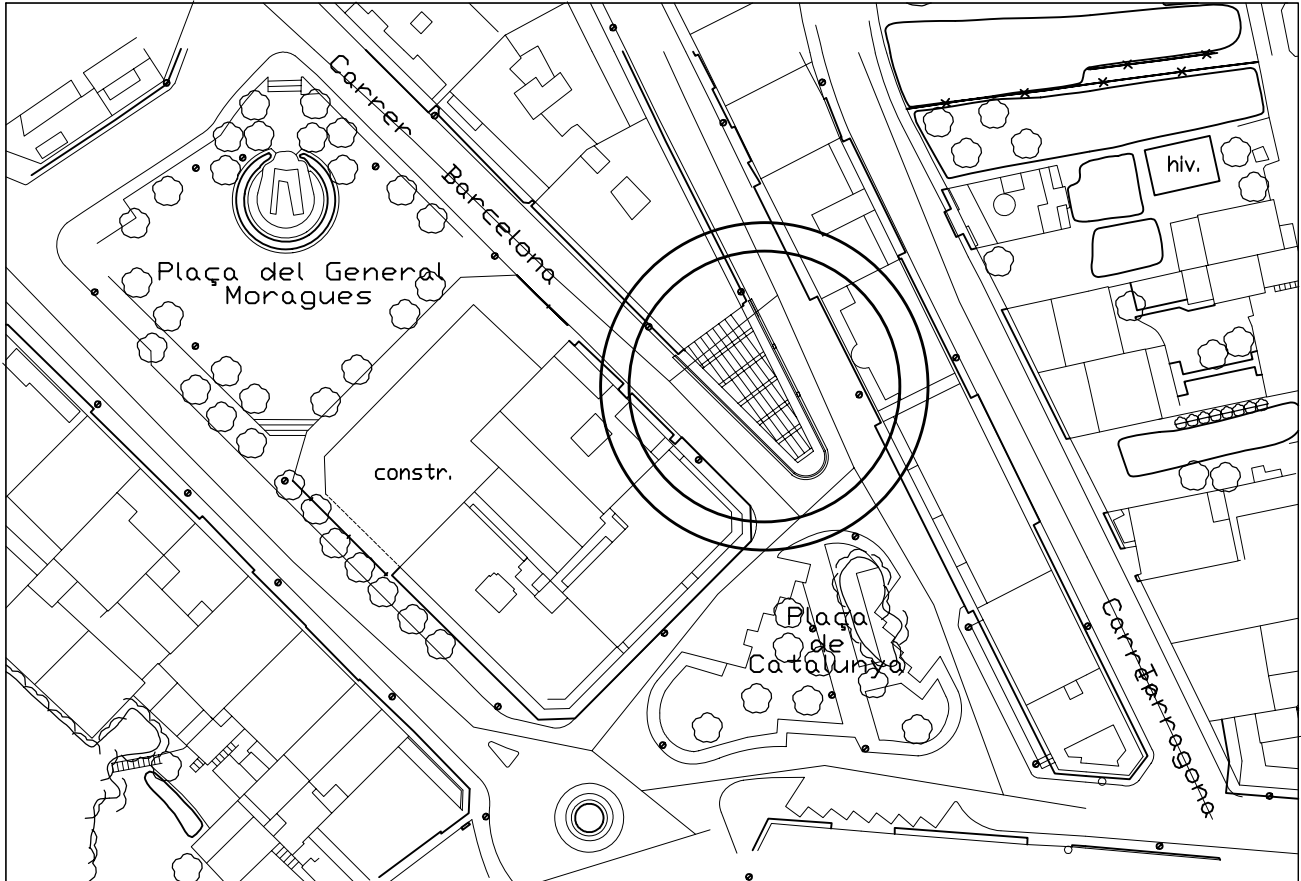 Carrer Barcelona
hiv.
Plaça del General
Moragues
constr.
Plaça
de
Catalunya
Carrer
Tarragona